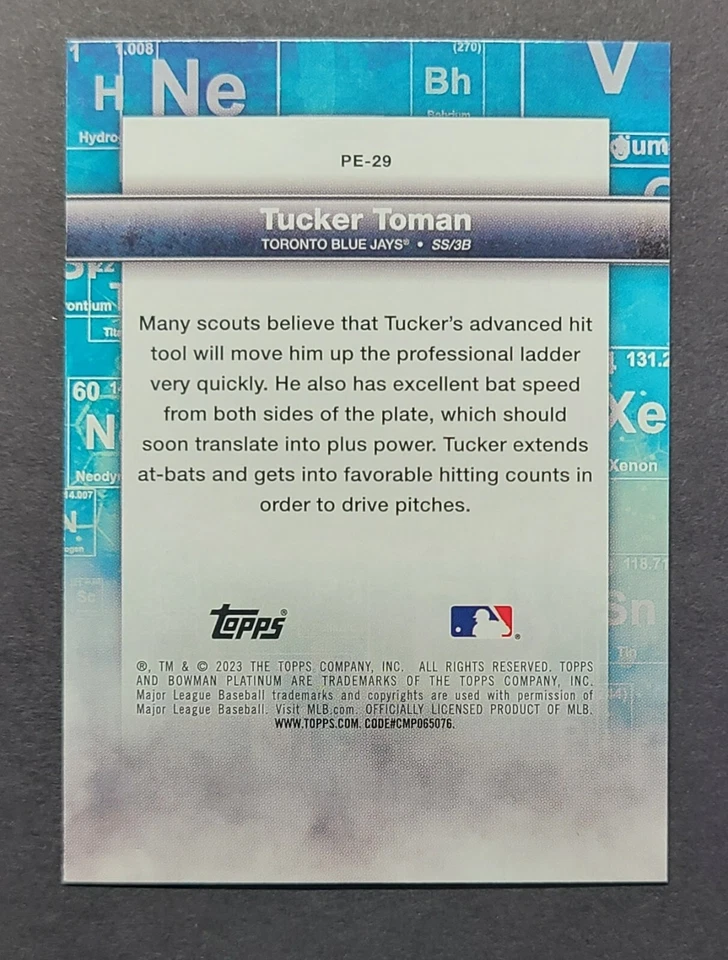 1 1.008 (270)
H Ne Bh V
Hydro
PE-29
Tucker Toman
TORONTO BLUE JAYS® • SS/3B
22
ontium
Tita
Many scouts believe that Tucker's advanced hit
tool will move him up the professional ladder
very quickly. He also has excellent bat speed
from both sides of the plate, which should
soon translate into plus power. Tucker extends
at-bats and gets into favorable hitting counts in
order to drive pitches.
131.2
60
Xe
N
Xenon
Neody
14.007
N
ogen
118.71
Sc
Sn
Tin
Topps®
®, TM & © 2023 THE TOPPS COMPANY, INC. ALL RIGHTS RESERVED. TOPPS
AND BOWMAN PLATINUM ARE TRADEMARKS OF THE TOPPS COMPANY, INC.
Major League Baseball trademarks and copyrights are used with permission of
Major League Baseball. Visit MLB.com. OFFICIALLY LICENSED PRODUCT OF MLB.
WWW.TOPPS.COM. CODE#CMP065076.